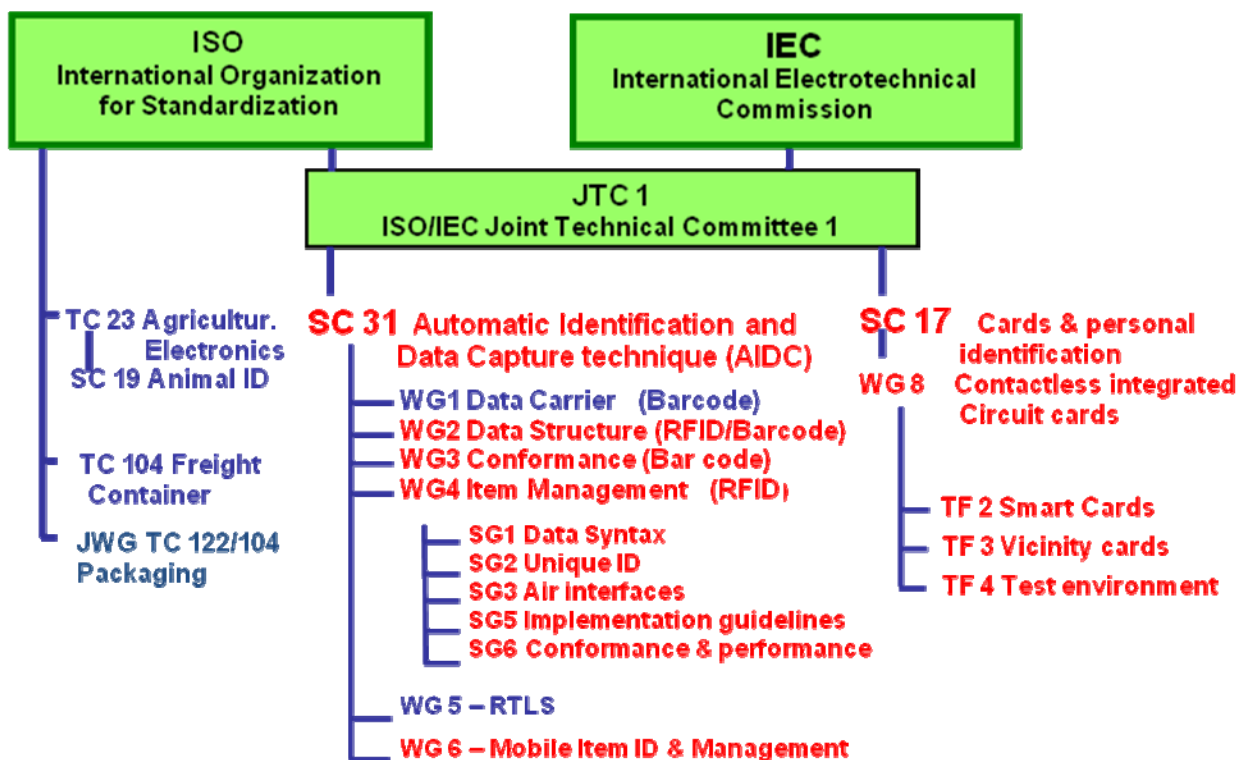 ISO
International Organization
for Standardization
IEC
International Electrotechnical
Commission
JTC 1
ISO/IEC Joint Technical Committee 1
TC 23 Agricultur.
Electronics
SC 19 Animal ID
TC 104 Freight
Container
JWG TC 122/104
Packaging
SC 31 Automatic Identification and
Data Capture technique (AIDC)
WG1 Data Carrier (Barcode)
WG2 Data Structure (RFID/Barcode)
WG3 Conformance (Bar code)
WG4 Item Management (RFID)
SG1 Data Syntax
SG2 Unique ID
SG3 Air interfaces
SG5 Implementation guidelines
SG6 Conformance & performance
WG 5 – RTLS
WG 6 – Mobile Item ID & Management
SC 17 Cards & personal
identification
WG 8 Contactless integrated
Circuit cards
TF 2 Smart Cards
TF 3 Vicinity cards
TF 4 Test environment